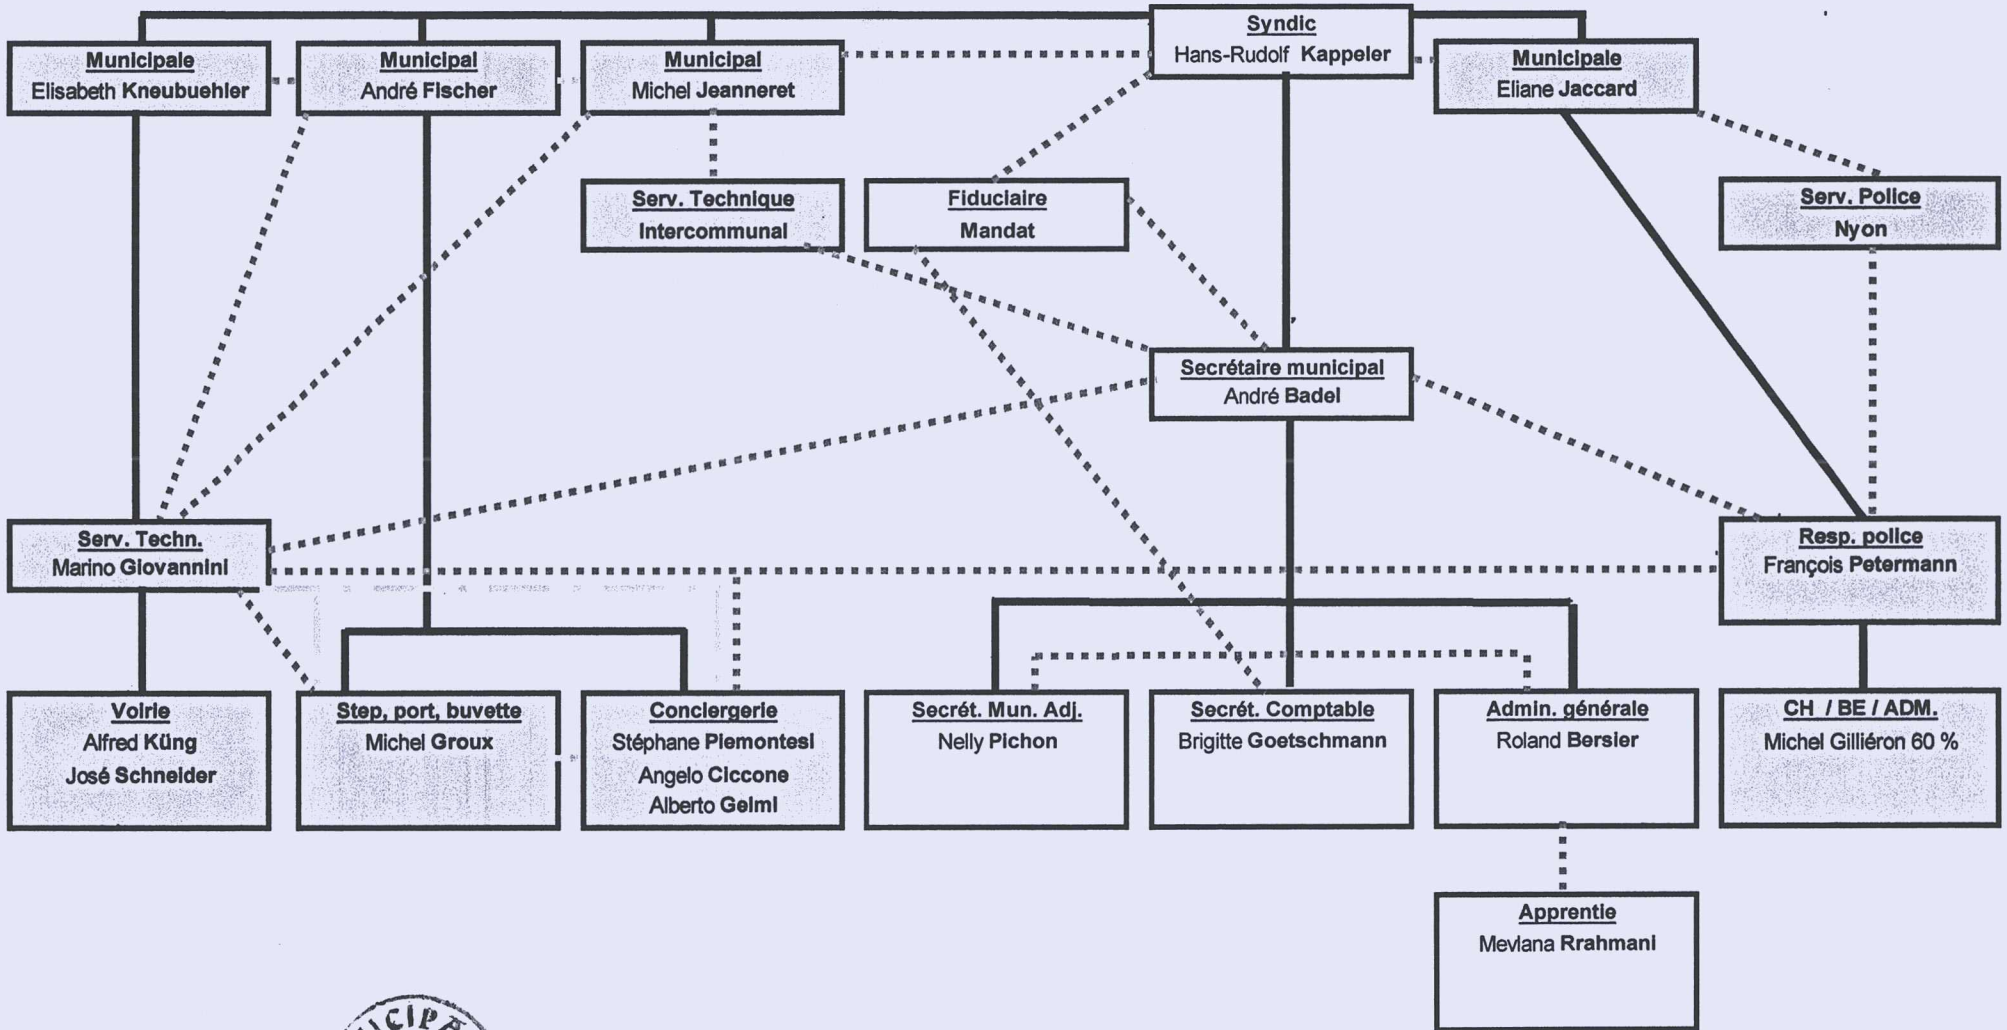 Syndic
Hans-Rudolf Kappeler
Municipale
Elisabeth Kneubuehler
Municipal
André Fischer
Municipal
Michel Jeanneret
Municipale
Eliane Jaccard
Serv. Technique
Intercommunal
Fiduciaire
Mandat
Serv. Police
Nyon
Secrétaire municipal
André Badel
Serv. Techn.
Marino Giovannini
Resp. police
François Petermann
Voirie
Alfred Küng
José Schneider
Step, port, buvette
Michel Groux
Conciergerie
Stéphane Piemontesi
Angelo Ciccone
Alberto Gelmi
Secrét. Mun. Adj.
Nelly Pichon
Secrét. Comptable
Brigitte Goetschmann
Admin. générale
Roland Bersier
CH / BE / ADM.
Michel Gilliéron 60 %
Apprentie
Mevlana Rrahmani